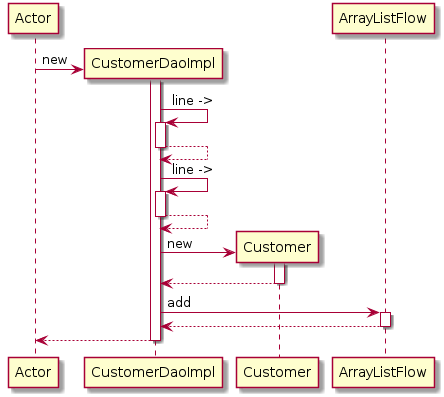 Actor
ArrayListFlow
new
CustomerDaoImpl
line ->
line ->
new
Customer
add
Actor
CustomerDaoImpl
Customer
ArrayListFlow